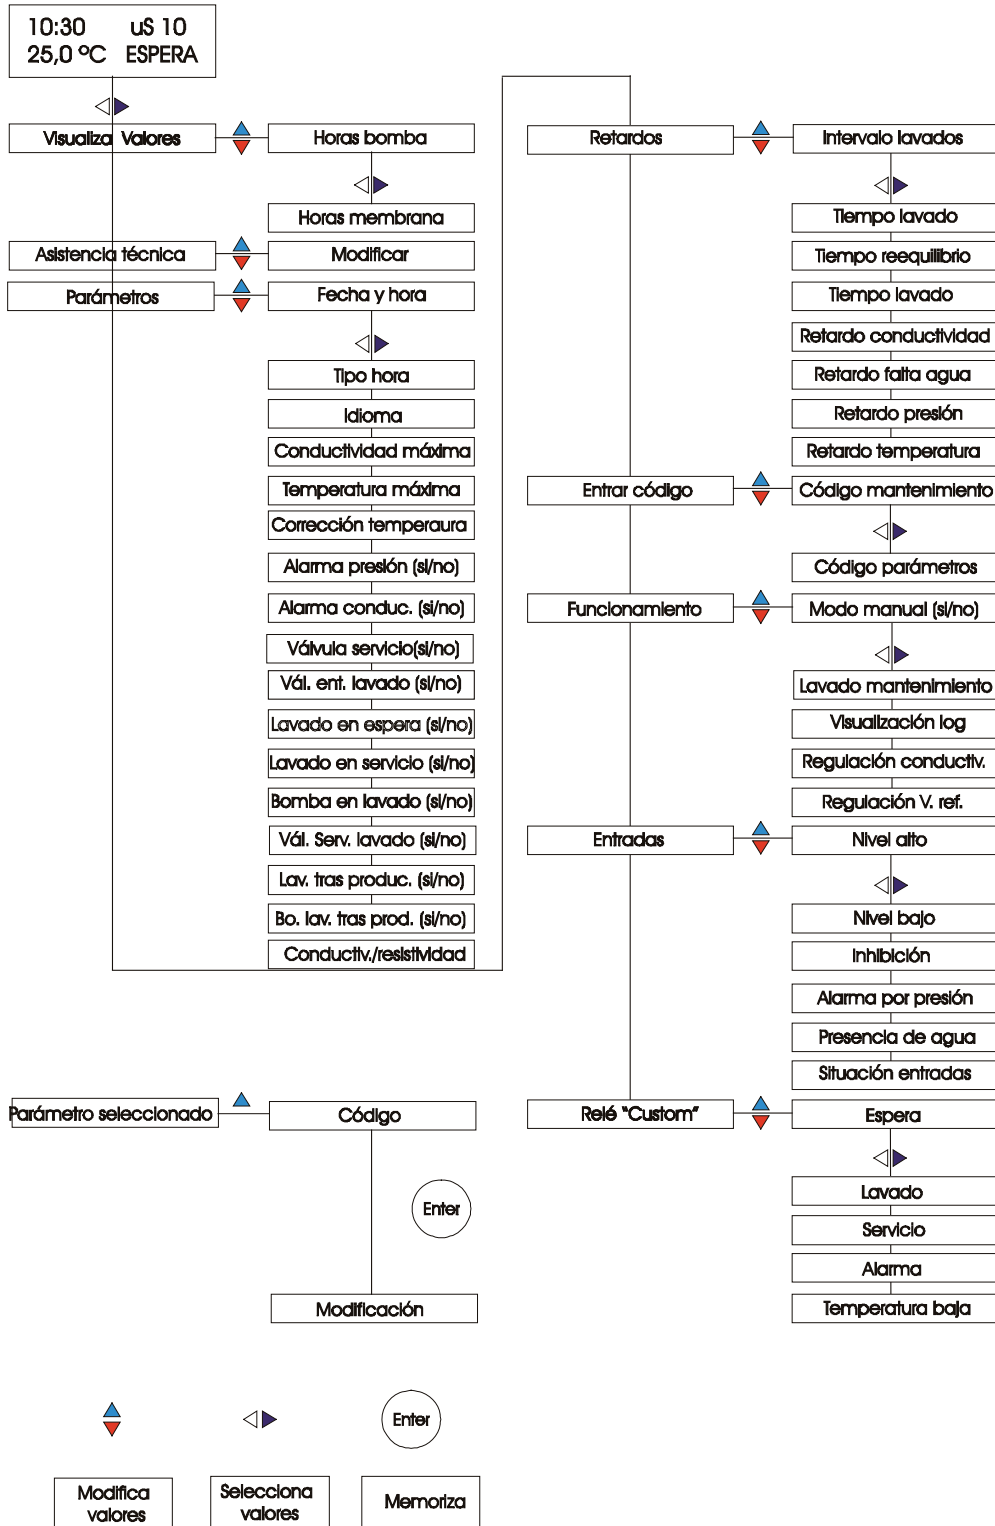 10:30 uS 10
25,0 ºC ESPERA
Visualiza Valores
Horas bomba
Horas membrana
Asistencia técnica
Modificar
Parámetros
Fecha y hora
Tipo hora
Idioma
Conductividad máxima
Temperatura máxima
Corrección temperaura
Alarma presión (si/no)
Alarma conduc. (si/no)
Válvula servicio(si/no)
Vál. ent. lavado (si/no)
Lavado en espera (si/no)
Lavado en servicio (si/no)
Bomba en lavado (si/no)
Vál. Serv. lavado (si/no)
Lav. tras produc. (si/no)
Bo. lav. tras prod. (si/no)
Conductiv./resistividad
Retardos
Intervalo lavados
Tiempo lavado
Tiempo reequilibrio
Tiempo lavado
Retardo conductividad
Retardo falta agua
Retardo presión
Retardo temperatura
Entrar código
Código mantenimiento
Código parámetros
Funcionamiento
Modo manual (si/no)
Lavado mantenimiento
Visualización log
Regulación conductiv.
Regulación V. ref.
Entradas
Nivel alto
Nivel bajo
Inhibición
Alarma por presión
Presencia de agua
Situación entradas
Relé "Custom"
Espera
Lavado
Servicio
Alarma
Temperatura baja
Parámetro seleccionado
Código
Enter
Modificación
Enter
Modifica
valores
Selecciona
valores
Memoriza